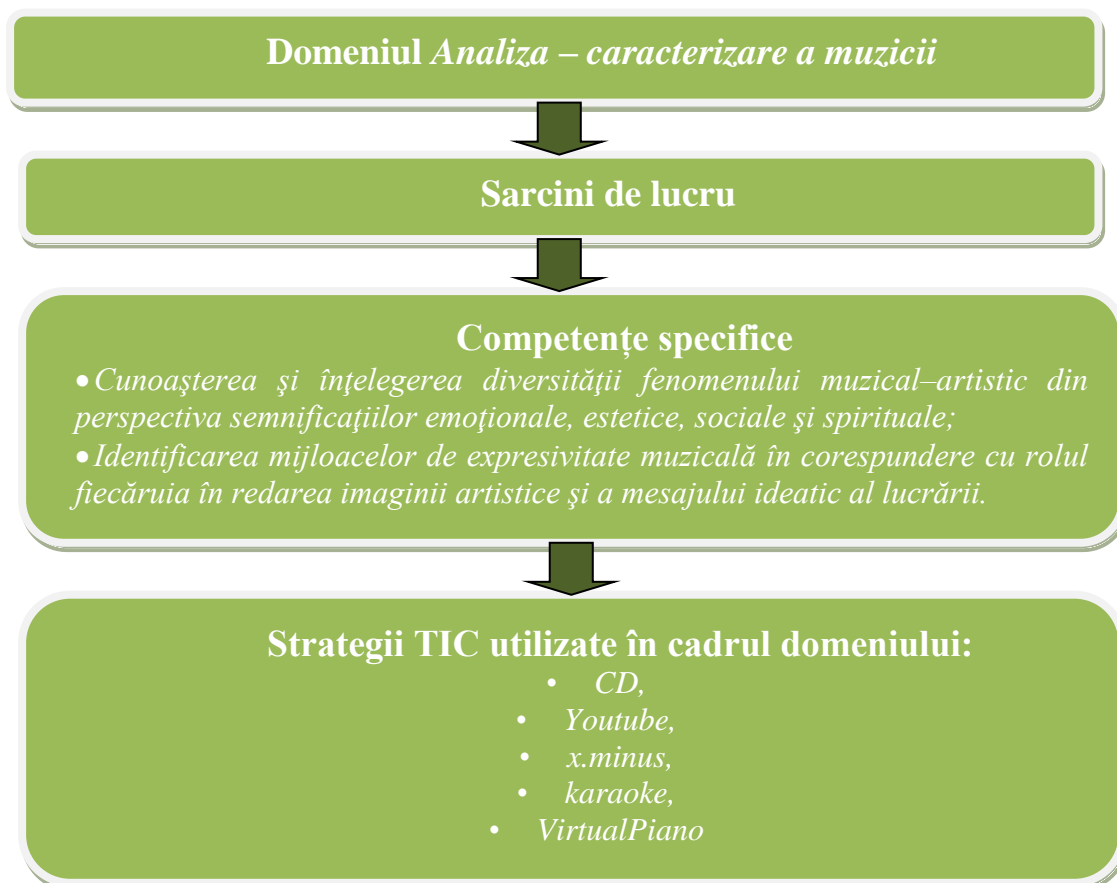 Domeniul Analiza – caracterizare a muzicii
Sarcini de lucru
Competențe specifice
• Cunoaşterea şi înţelegerea diversităţii fenomenului muzical–artistic din
perspectiva semnificaţiilor emoţionale, estetice, sociale şi spirituale;
• Identificarea mijloacelor de expresivitate muzicală în corespundere cu rolul
fiecăruia în redarea imaginii artistice şi a mesajului ideatic al lucrării.
Strategii TIC utilizate în cadrul domeniului:
• CD,
• Youtube,
• x.minus,
• karaoke,
• VirtualPiano